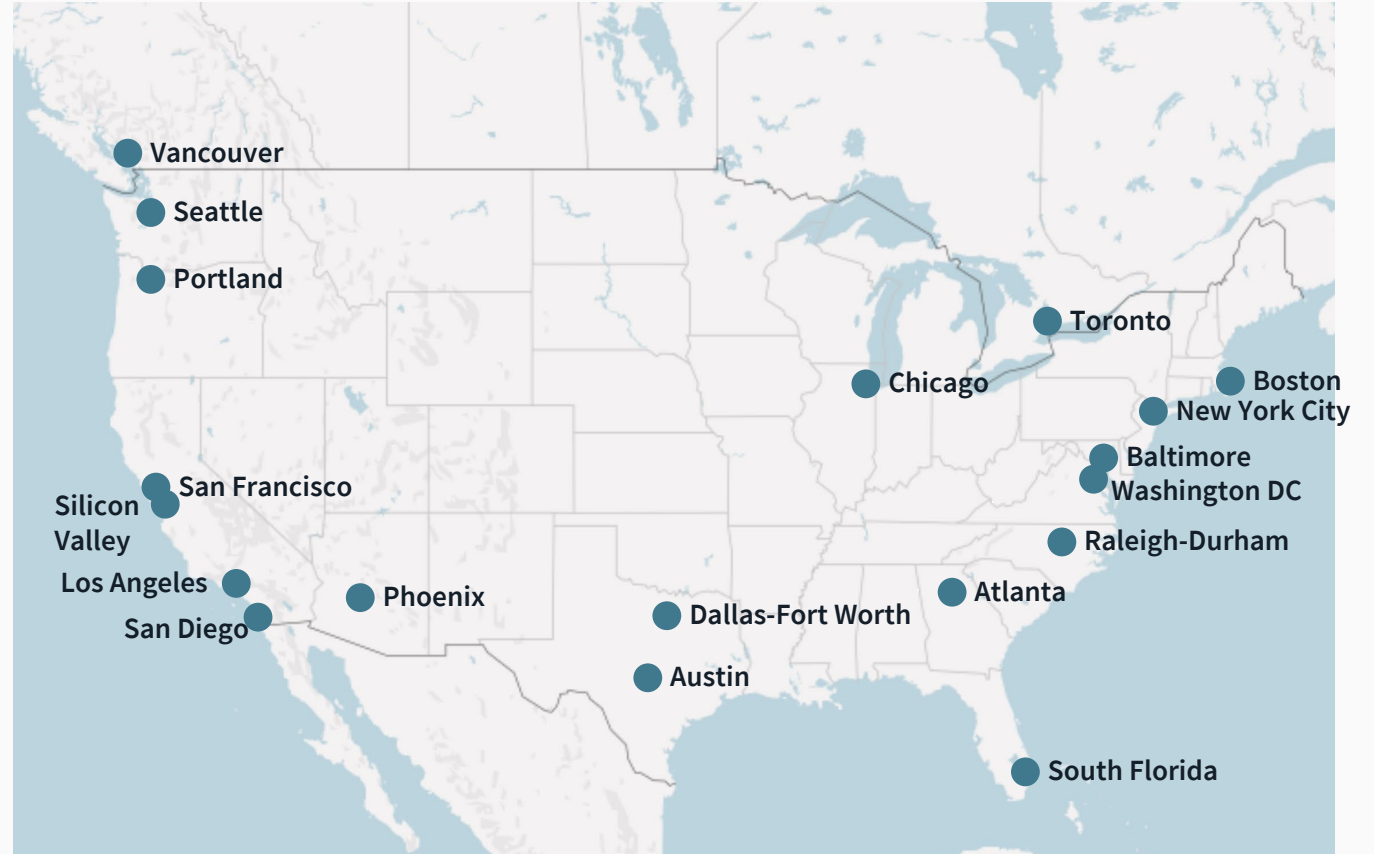 Vancouver
Seattle
Portland
Toronto
Boston
Chicago
New York City
Baltimore
San Francisco
Washington DC
Silicon
Valley
Raleigh-Durham
Los Angeles
Atlanta
Phoenix
Dallas-Fort Worth
San Diego
Austin
South Florida